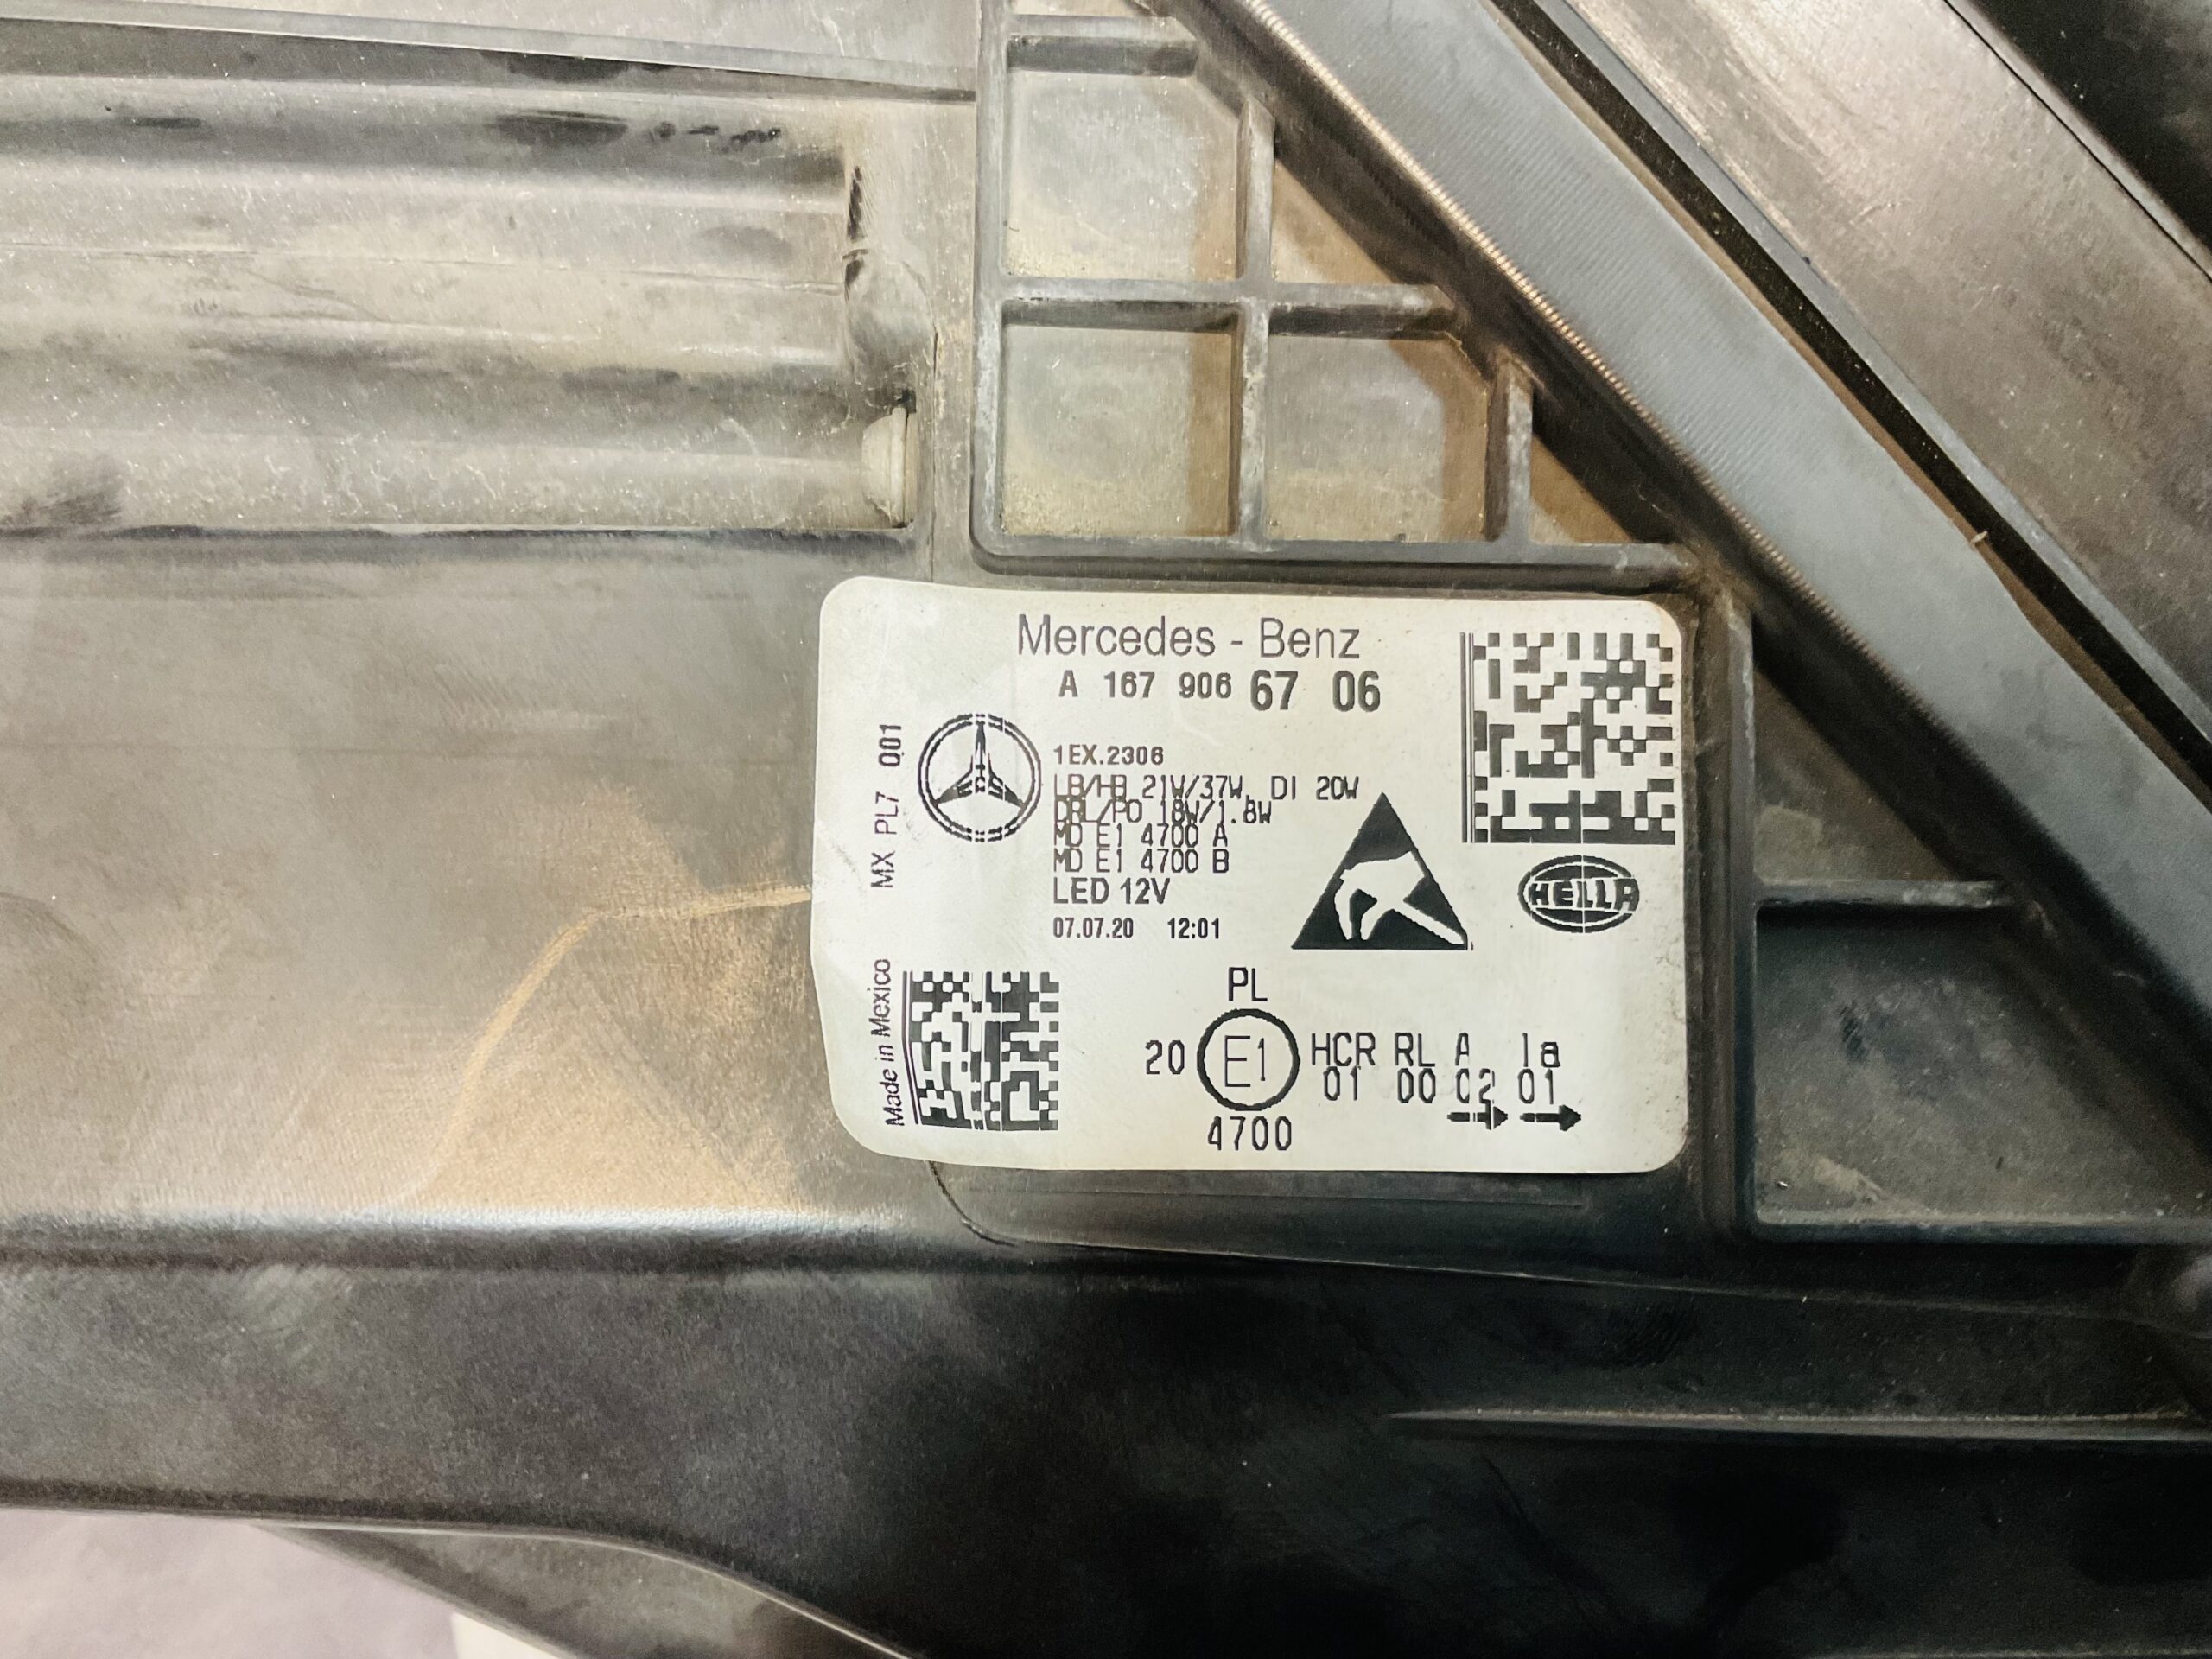 Mercedes - Benz
A 167 906 67 06
MX PL7 001
1EX.2306
LB/HB 21W/37W, DI 20W
DRL/PO 18W/1.8W
MD E1 4700 A
MD E1 4700 B
LED 12V
07.07.20 12:01
HELLA
Made in Mexico
PL
20 E1 HCR RL A Ia
01 00 02 01
4700